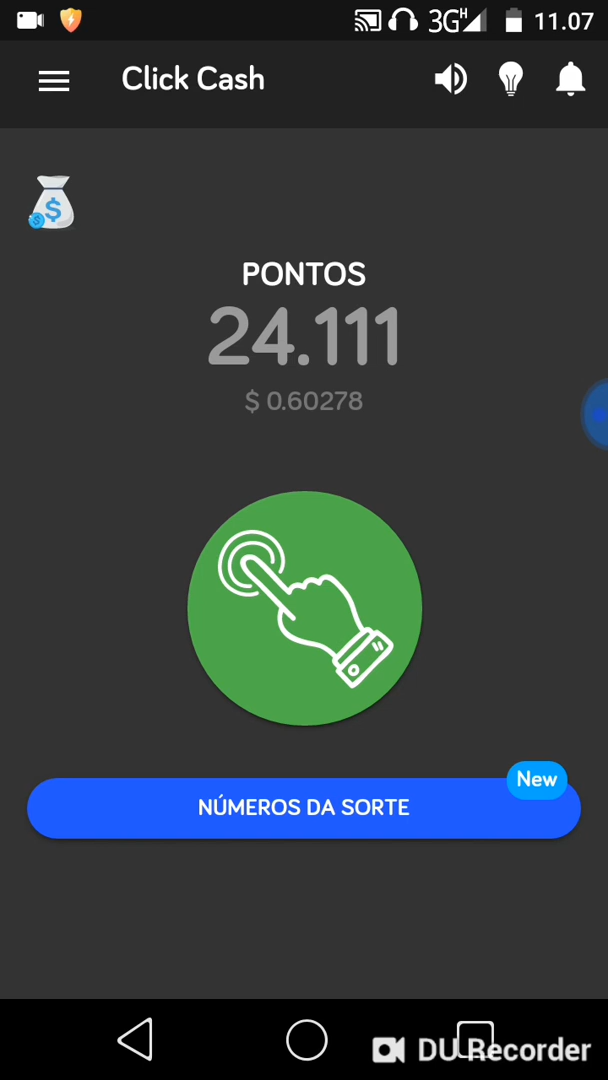 3G H 11.07
Click Cash
PONTOS
24.111
$ 0.60278
New
NÚMEROS DA SORTE
DU Recorder